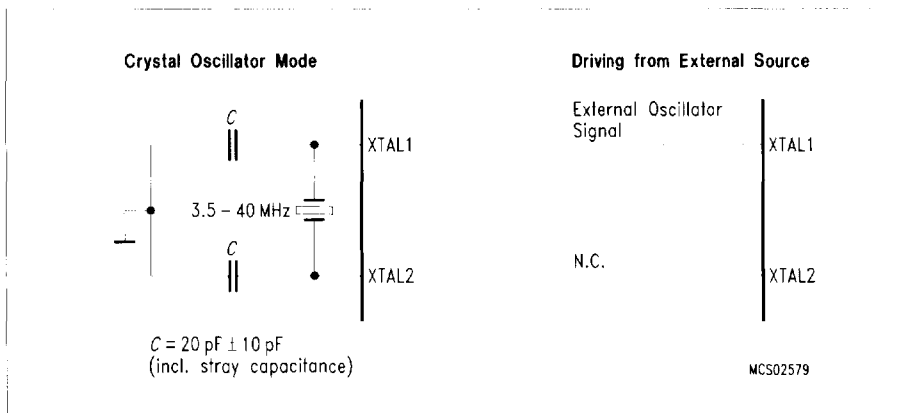 Crystal Oscillator Mode
C
XTAL1
3.5 – 40 MHz
C
XTAL2
C = 20 pF ± 10 pF
(incl. stray capacitance)
Driving from External Source
External Oscillator
Signal
XTAL1
N.C.
XTAL2
MCS02579